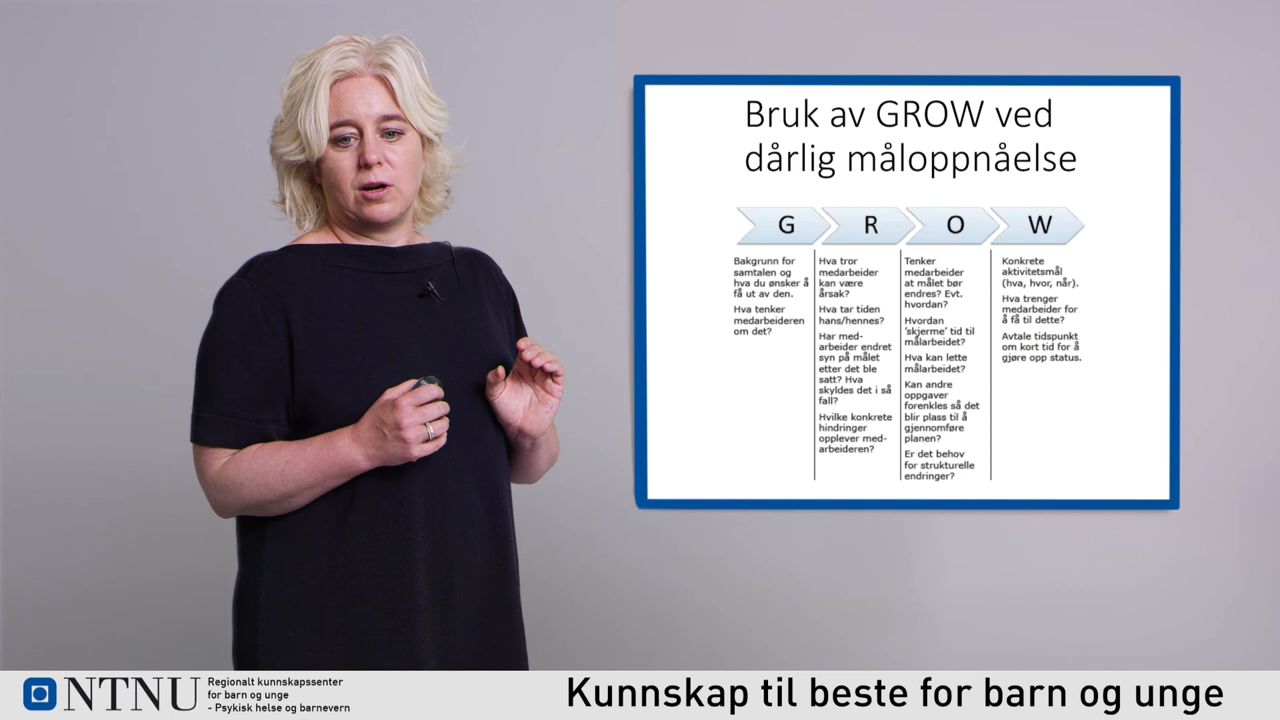 Bruk av GROW ved
dårlig måloppnåelse
G R O W
Bakgrunn for
samtalen og
hva du ønsker å
få ut av den.
Hva tenker
medarbeideren
om det?
Hva tror
medarbeider
kan være
årsak?
Hva tar tiden
hans/hennes?
Har med-
arbeider endret
syn på målet
etter det ble
satt? Hva
skyldes det i så
fall?
Hvilke konkrete
hindringer
opplever med-
arbeideren?
Tenker
medarbeider
at målet bør
endres? Evt.
hvordan?
Hvordan
'skjerme' tid til
målarbeidet?
Hva kan lette
målarbeidet?
Kan andre
oppgaver
forenkles så det
blir plass til å
gjennomføre
planen?
Er det behov
for strukturelle
endringer?
Konkrete
aktivitetsmål
(hva, hvor, når).
Hva trenger
medarbeider for
å få til dette?
Avtale tidspunkt
om kort tid for å
gjøre opp status.
NTNU
Regionalt kunnskapssenter
for barn og unge
- Psykisk helse og barnevern
Kunnskap til beste for barn og unge